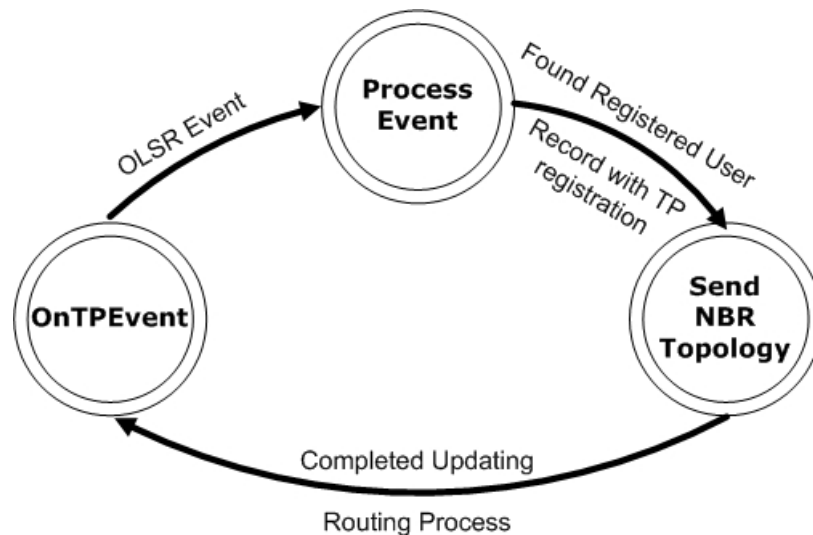 Process
Event
OLSR Event
Found Registered User
Record with TP
registration
OnTPEvent
Send
NBR
Topology
Completed Updating
Routing Process